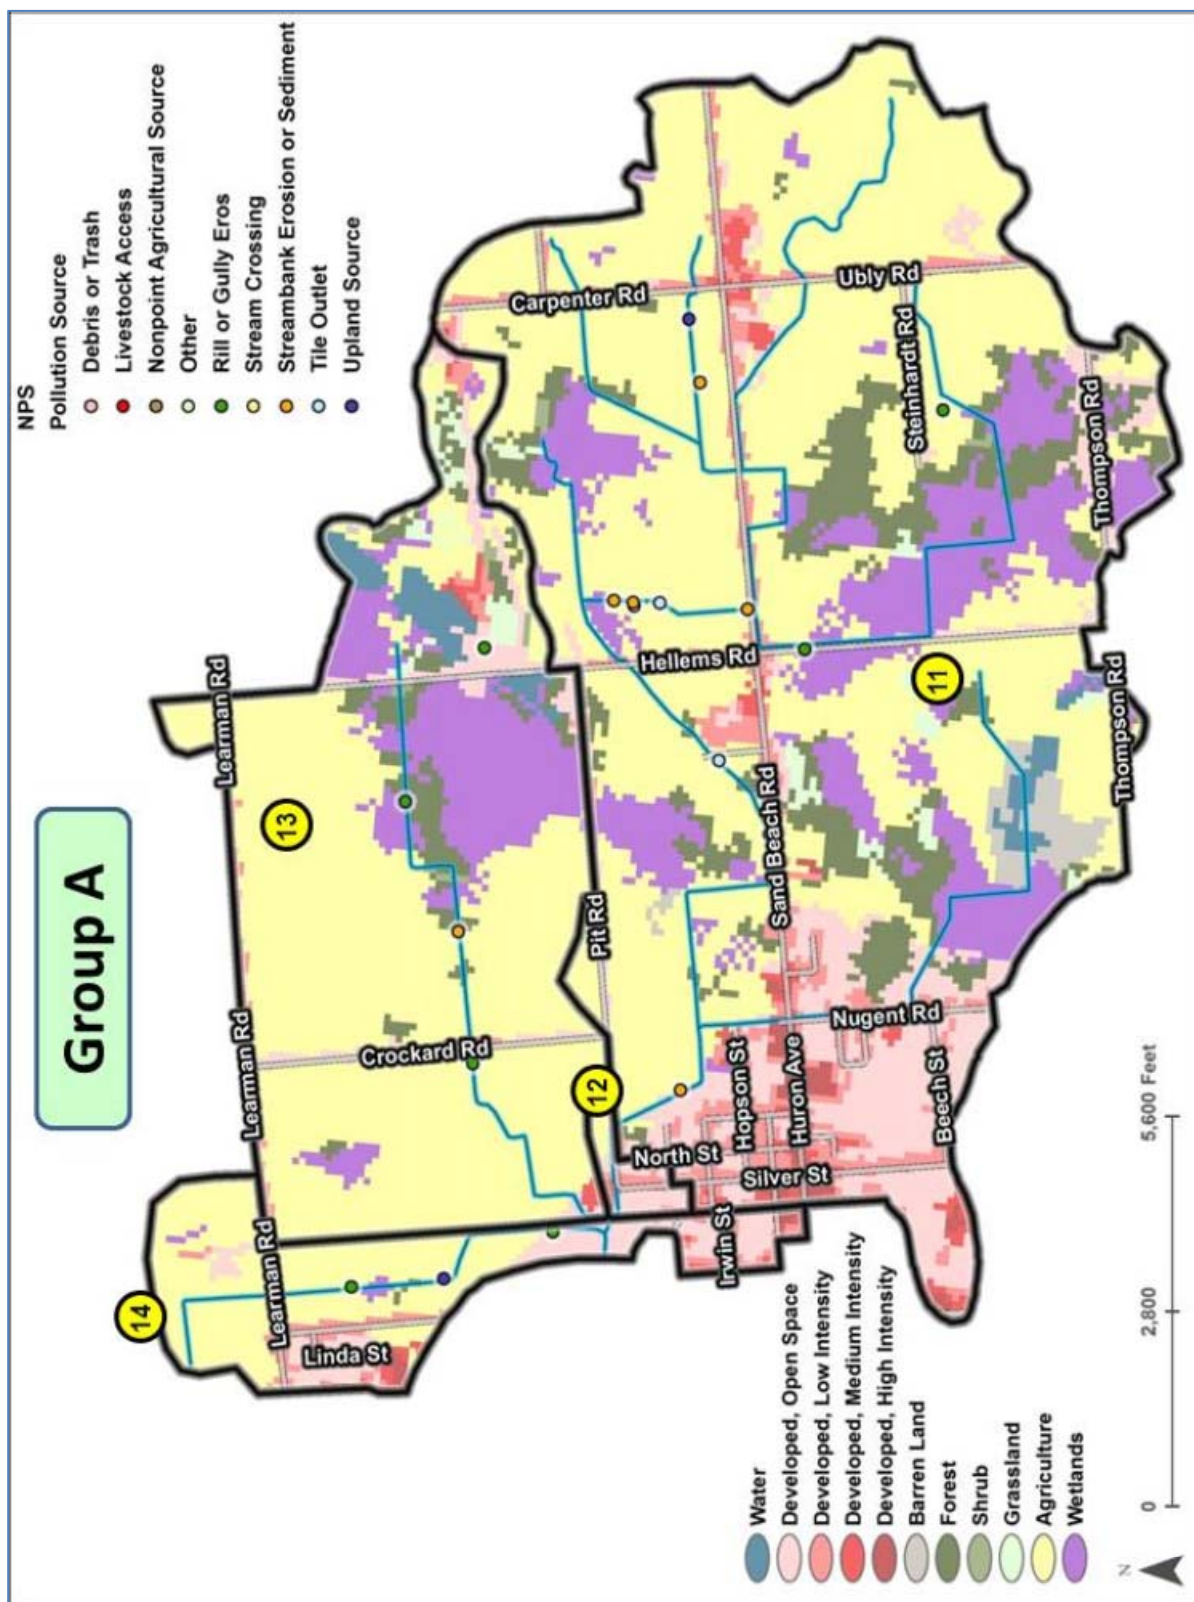 Group A
NPS
Pollution Source
Debris or Trash
Livestock Access
Nonpoint Agricultural Source
Other
Rill or Gully Eros
Stream Crossing
Streambank Erosion or Sediment
Tile Outlet
Upland Source
14
Learman Rd
Linda St
Learman Rd
Learman Rd
Learman Rd
13
Crockard Rd
12
Pit Rd
Hellems Rd
Carpenter Rd
Ubly Rd
Steinhardt Rd
Thompson Rd
11
Thompson Rd
Sand Beach Rd
Nugent Rd
Hopson St
Huron Ave
North St
Silver St
Irwin St
Beech St
Water
Developed, Open Space
Developed, Low Intensity
Developed, Medium Intensity
Developed, High Intensity
Barren Land
Forest
Shrub
Grassland
Agriculture
Wetlands
N
0 2,800 5,600 Feet